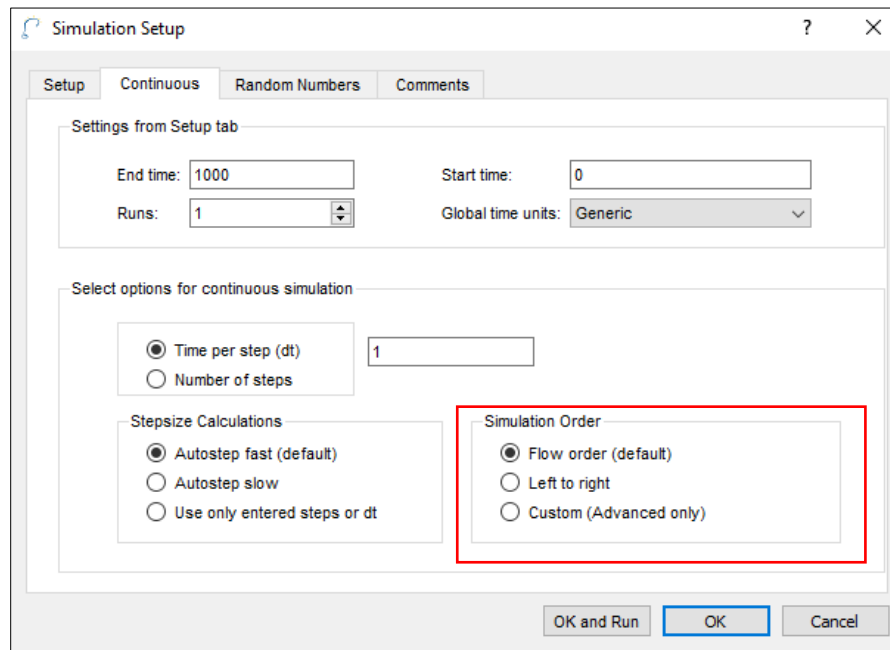 Simulation Setup ?
Setup Continuous Random Numbers Comments
Settings from Setup tab
End time: 1000 Start time: 0
Runs: 1 Global time units: Generic
Select options for continuous simulation
Time per step (dt) 1
Number of steps
Stepsize Calculations
Autostep fast (default)
Autostep slow
Use only entered steps or dt
Simulation Order
Flow order (default)
Left to right
Custom (Advanced only)
OK and Run OK Cancel